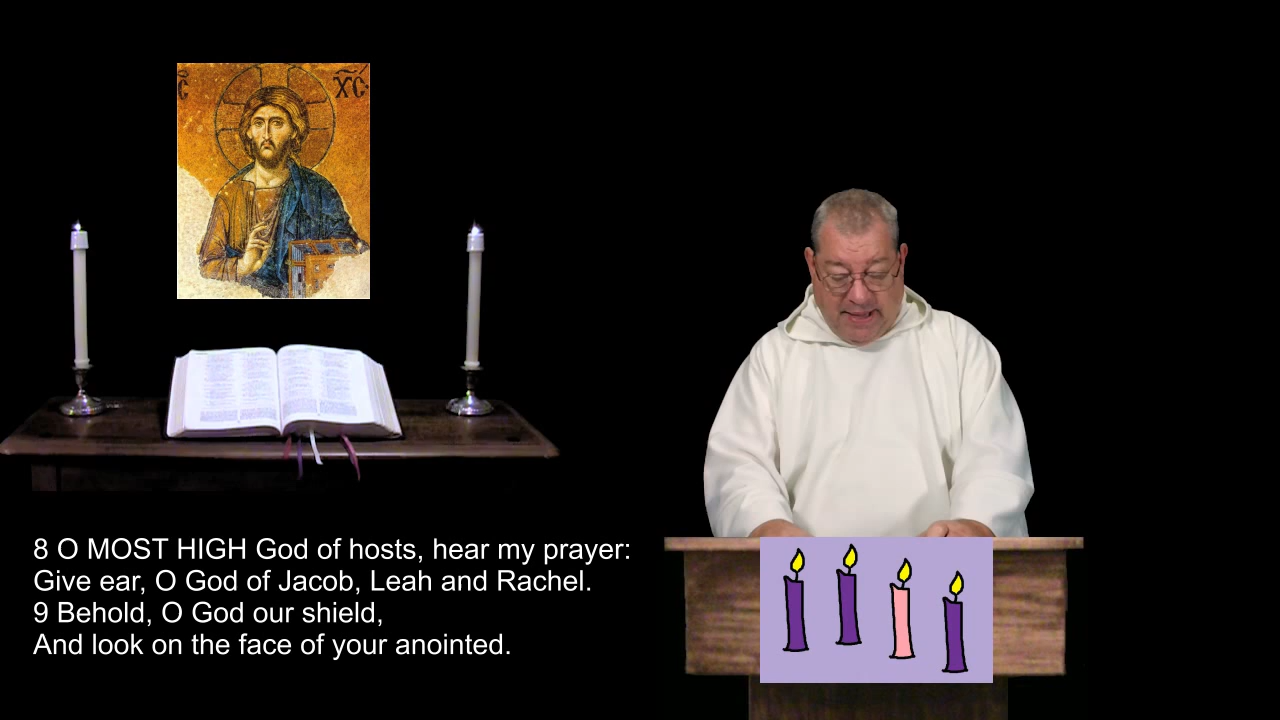 X̃C
8 O MOST HIGH God of hosts, hear my prayer:
Give ear, O God of Jacob, Leah and Rachel.
9 Behold, O God our shield,
And look on the face of your anointed.